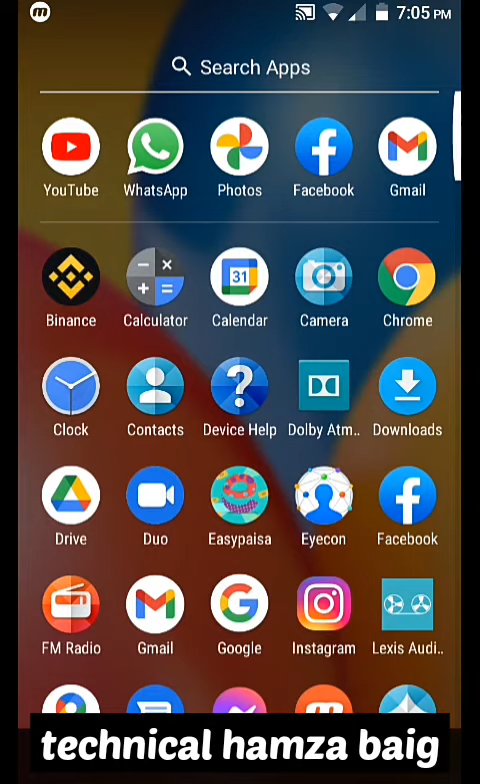 7:05 PM
Search Apps
YouTube WhatsApp Photos Facebook Gmail
31
Binance Calculator Calendar Camera Chrome
Clock Contacts Device Help Dolby Atm.. Downloads
Drive Duo Easypaisa Eyecon Facebook
FM Radio Gmail Google Instagram Lexis Audi..
technical hamza baig